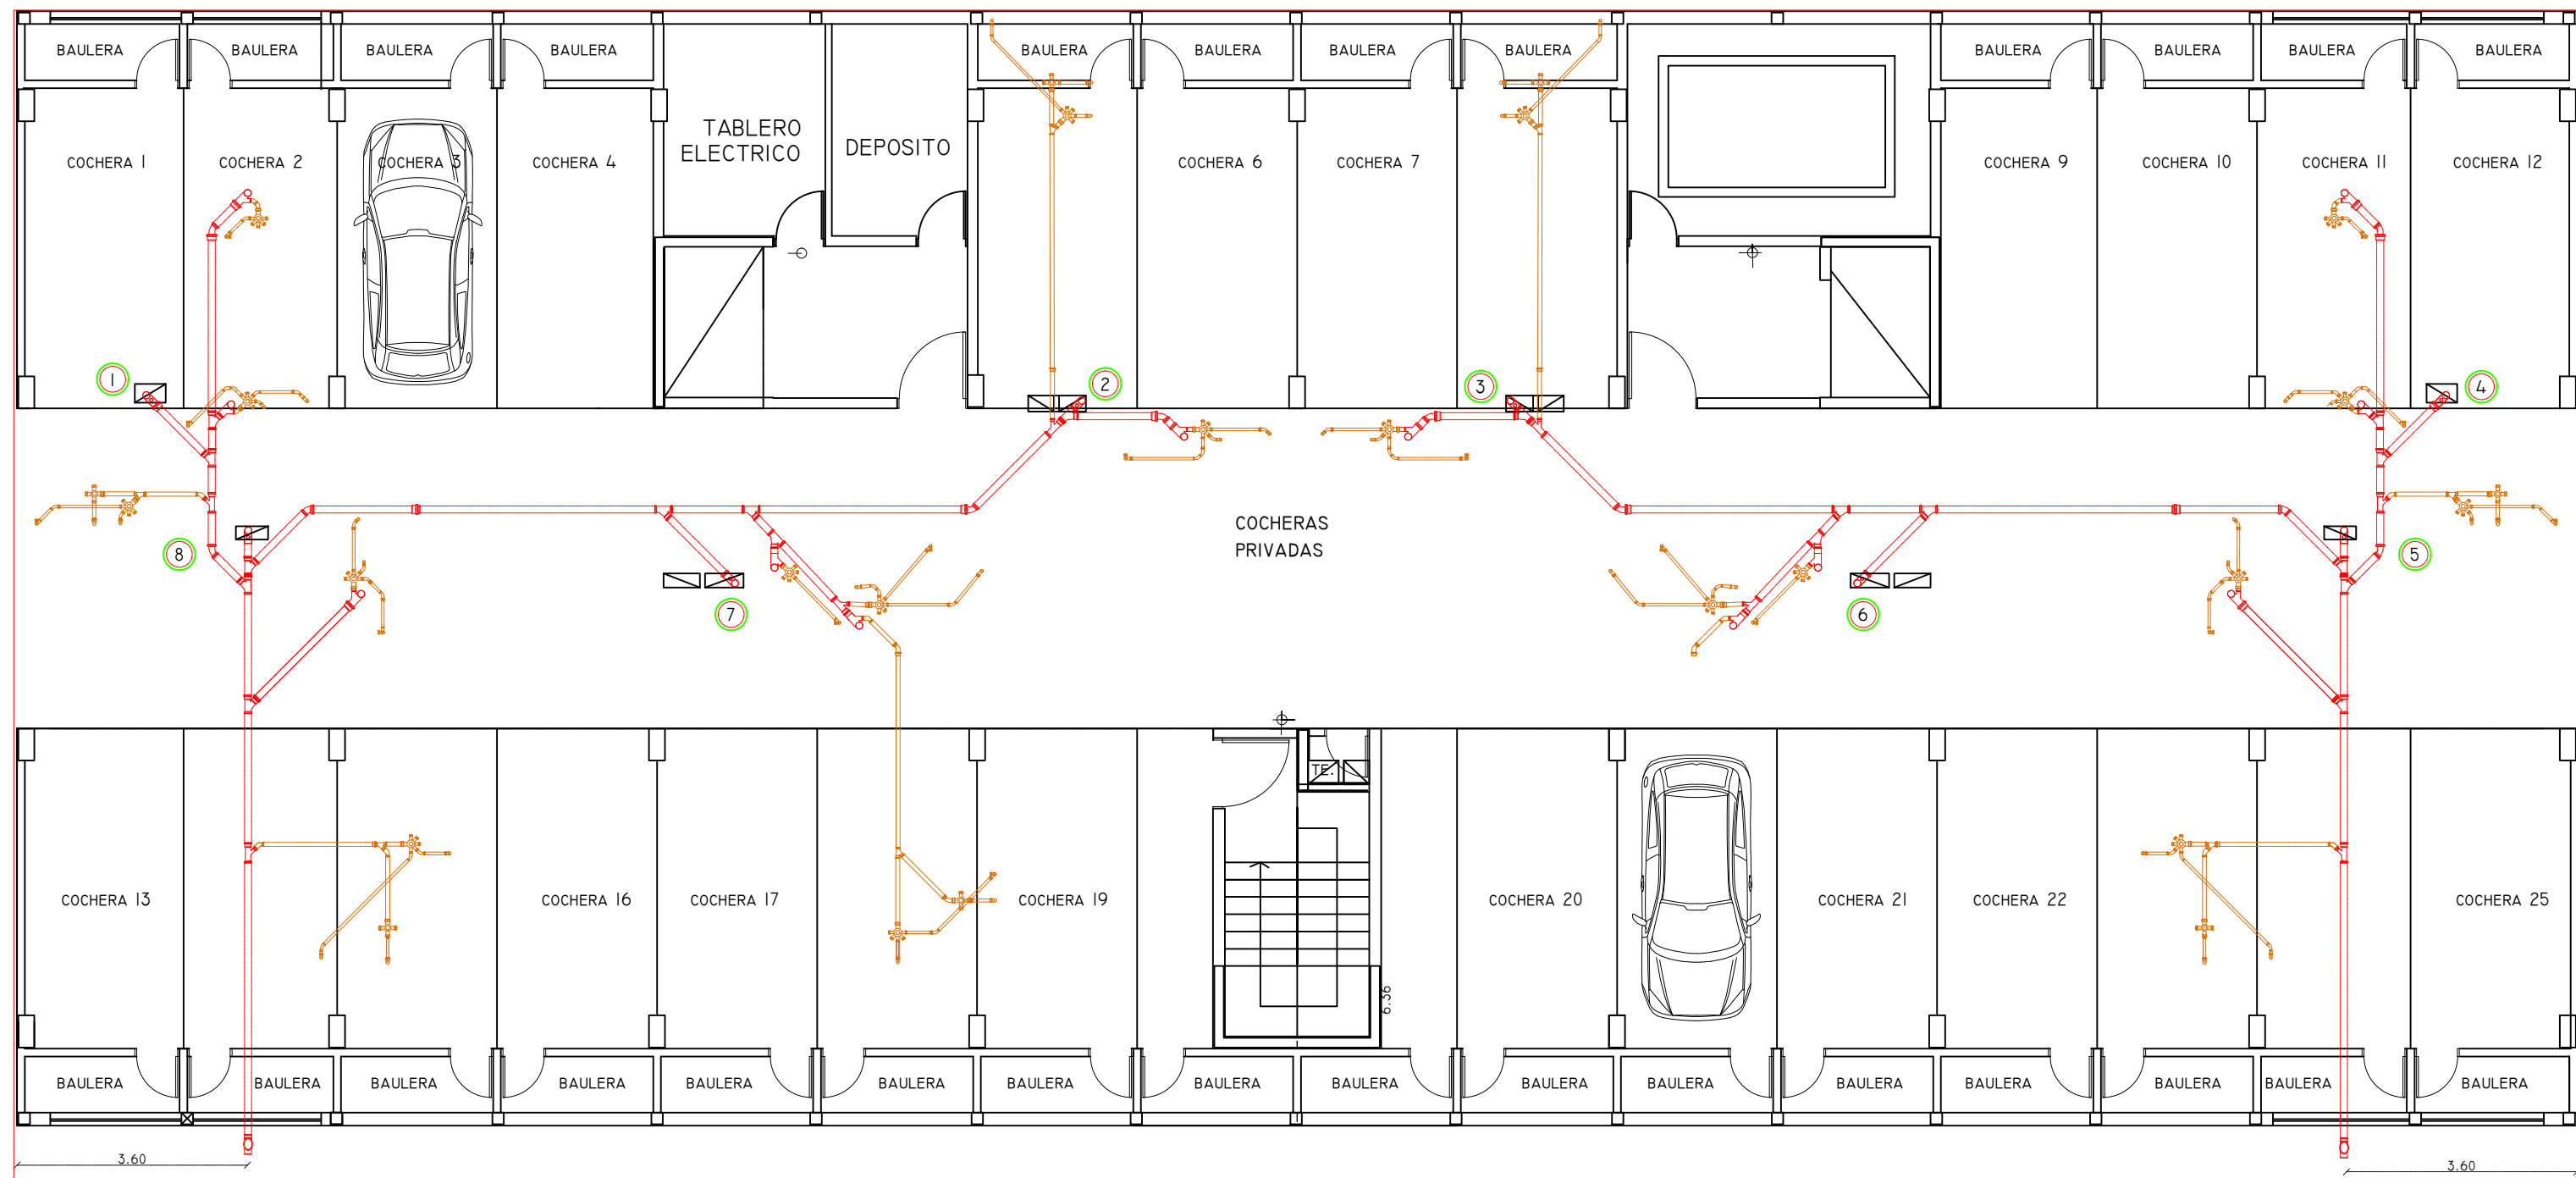 BAULERA BAULERA BAULERA BAULERA BAULERA BAULERA BAULERA BAULERA BAULERA BAULERA BAULERA BAULERA
TABLERO
ELECTRICO
DEPOSITO
COCHERA 1 COCHERA 2 COCHERA 3 COCHERA 4 COCHERA 6 COCHERA 7 COCHERA 9 COCHERA 10 COCHERA 11 COCHERA 12
1 2 3 4
COCHERAS
PRIVADAS
8 5
7 6
TE.
COCHERA 13 COCHERA 16 COCHERA 17 COCHERA 19 COCHERA 20 COCHERA 21 COCHERA 22 COCHERA 25
6.36
BAULERA BAULERA BAULERA BAULERA BAULERA BAULERA BAULERA BAULERA BAULERA BAULERA BAULERA BAULERA BAULERA BAULERA BAULERA BAULERA
3.60 3.60